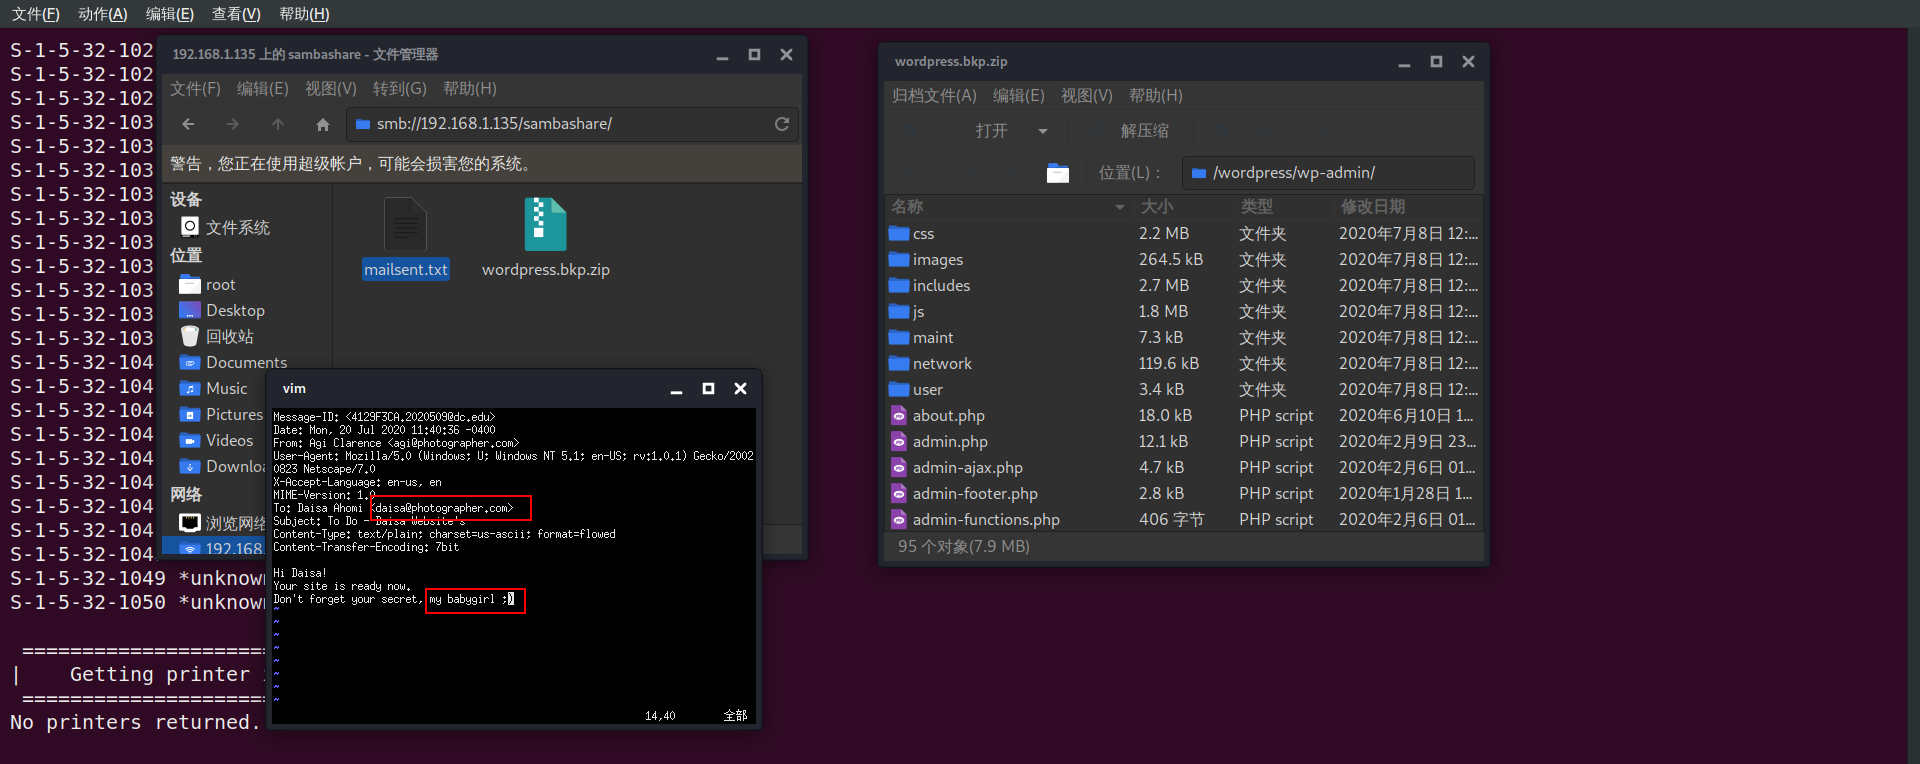 文件(F) 动作(A) 编辑(E) 查看(V) 帮助(H)
S-1-5-32-102
S-1-5-32-102
S-1-5-32-102
S-1-5-32-103
S-1-5-32-103
S-1-5-32-103
S-1-5-32-103
S-1-5-32-103
S-1-5-32-103
S-1-5-32-103
S-1-5-32-103
S-1-5-32-103
S-1-5-32-103
S-1-5-32-104
S-1-5-32-104
S-1-5-32-104
S-1-5-32-104
S-1-5-32-104
S-1-5-32-104
S-1-5-32-104
S-1-5-32-104
S-1-5-32-104
S-1-5-32-1049 *unknown
S-1-5-32-1050 *unknown
=====================
| Getting printer
=====================
No printers returned.
192.168.1.135 上的 sambashare - 文件管理器
文件(F) 编辑(E) 视图(V) 转到(G) 帮助(H)
smb://192.168.1.135/sambashare/
警告，您正在使用超级帐户，可能会损害您的系统。
设备
文件系统
位置
root
Desktop
回收站
Documents
Music
Pictures
Videos
Downloa
网络
浏览网络
192.168.
mailsent.txt
wordpress.bkp.zip
vim
Message-ID: <4129F3CA.2020509@dc.edu>
Date: Mon, 20 Jul 2020 11:40:36 -0400
From: Agi Clarence <agi@photographer.com>
User-Agent: Mozilla/5.0 (Windows; U; Windows NT 5.1; en-US; rv:1.0.1) Gecko/2002
0823 Netscape/7.0
X-Accept-Language: en-us, en
MIME-Version: 1.0
To: Daisa Ahomi <daisa@photographer.com>
Subject: To Do - Daisa Website's
Content-Type: text/plain; charset=us-ascii; format=flowed
Content-Transfer-Encoding: 7bit
Hi Daisa!
Your site is ready now.
Don't forget your secret, my babygirl ;)
~
~
~
~
~
~
~
~
14,40 全部
wordpress.bkp.zip
归档文件(A) 编辑(E) 视图(V) 帮助(H)
打开 解压缩
位置(L)： /wordpress/wp-admin/
名称 大小 类型 修改日期
css 2.2 MB 文件夹 2020年7月8日 12:...
images 264.5 kB 文件夹 2020年7月8日 12:...
includes 2.7 MB 文件夹 2020年7月8日 12:...
js 1.8 MB 文件夹 2020年7月8日 12:...
maint 7.3 kB 文件夹 2020年7月8日 12:...
network 119.6 kB 文件夹 2020年7月8日 12:...
user 3.4 kB 文件夹 2020年7月8日 12:...
about.php 18.0 kB PHP script 2020年6月10日 1...
admin.php 12.1 kB PHP script 2020年2月9日 23...
admin-ajax.php 4.7 kB PHP script 2020年2月6日 01...
admin-footer.php 2.8 kB PHP script 2020年1月28日 1...
admin-functions.php 406 字节 PHP script 2020年2月6日 01...
95 个对象(7.9 MB)